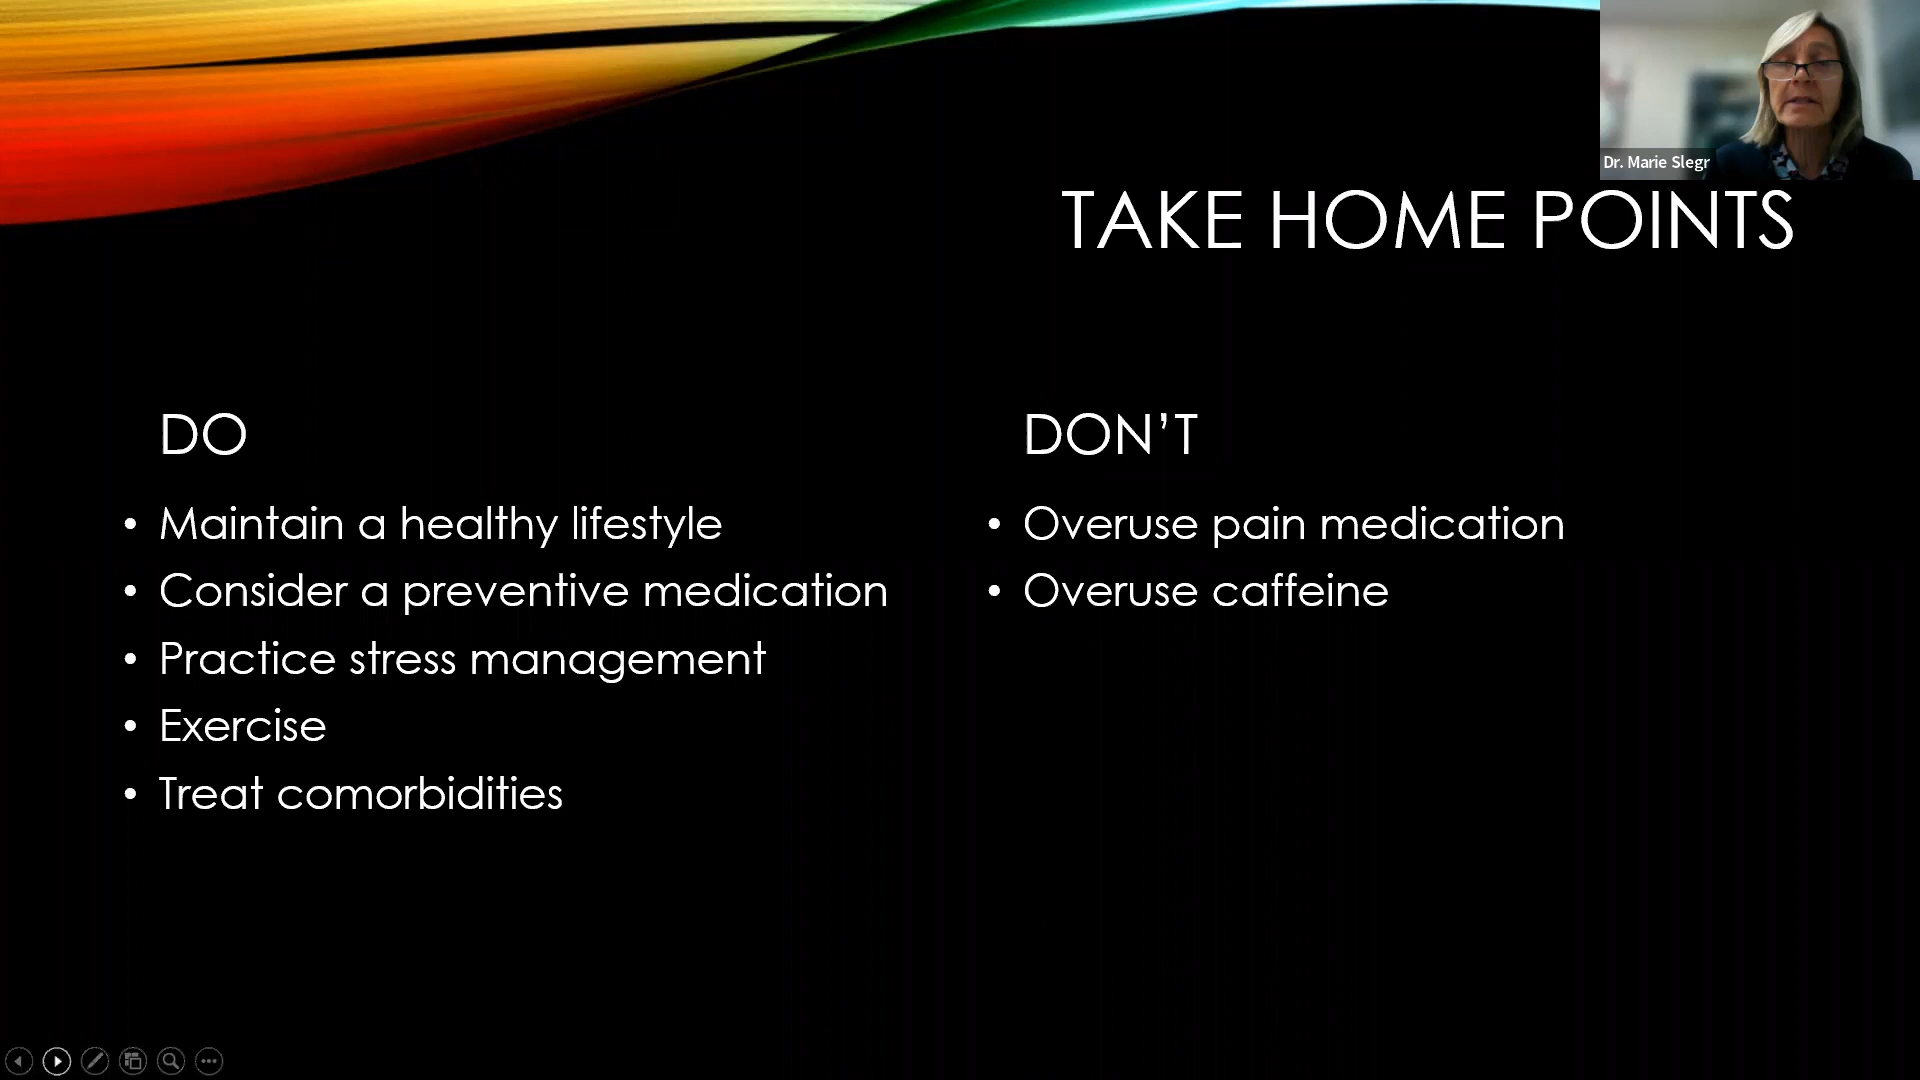 Dr. Marie Slegr
TAKE HOME POINTS
DO
• Maintain a healthy lifestyle
• Consider a preventive medication
• Practice stress management
• Exercise
• Treat comorbidities
DON’T
• Overuse pain medication
• Overuse caffeine